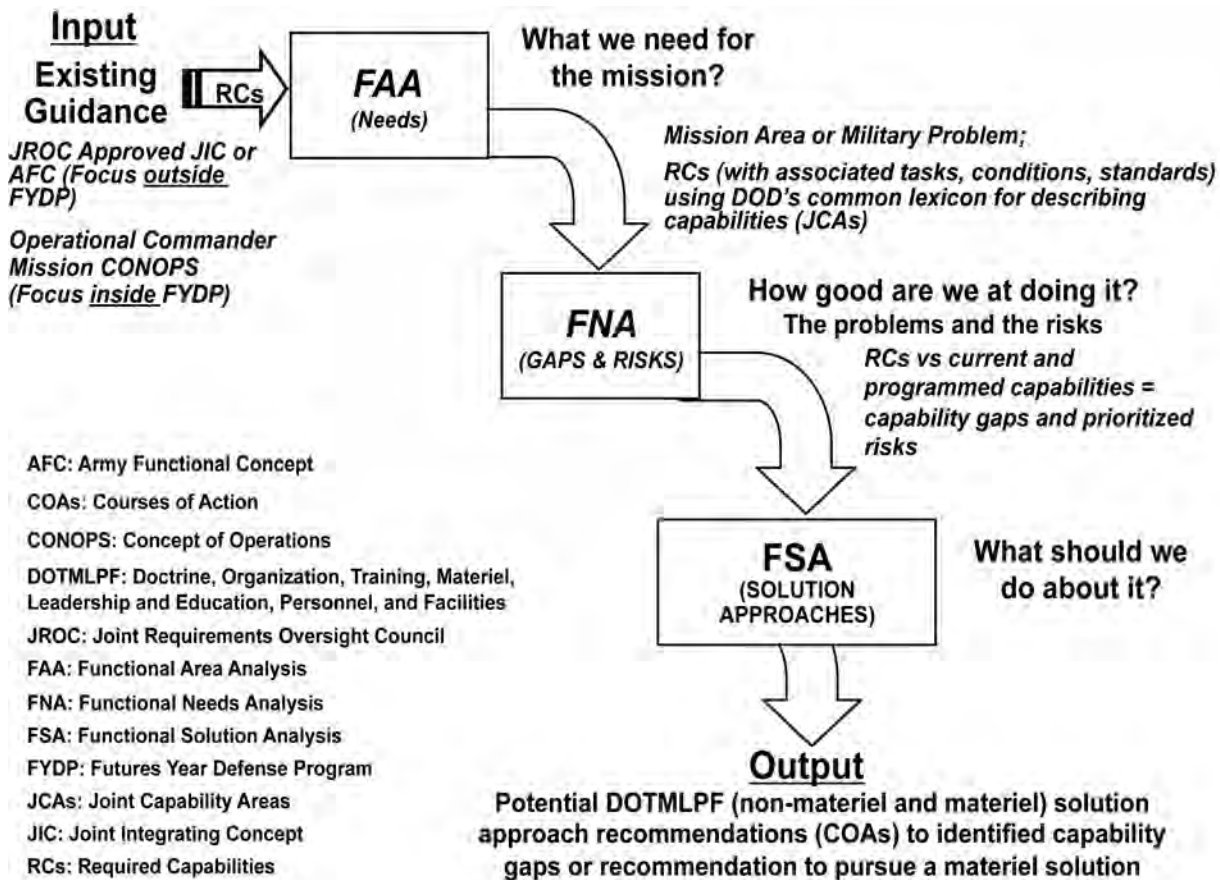 Input
Existing
Guidance
JROC Approved JIC or
AFC (Focus outside
FYDP)
Operational Commander
Mission CONOPS
(Focus inside FYDP)
RCs
FAA
(Needs)
What we need for
the mission?
Mission Area or Military Problem;
RCs (with associated tasks, conditions, standards)
using DOD's common lexicon for describing
capabilities (JCAs)
FNA
(GAPS & RISKS)
How good are we at doing it?
The problems and the risks
RCs vs current and
programmed capabilities =
capability gaps and prioritized
risks
FSA
(SOLUTION
APPROACHES)
What should we
do about it?
Output
Potential DOTMLPF (non-materiel and materiel) solution
approach recommendations (COAs) to identified capability
gaps or recommendation to pursue a materiel solution
AFC: Army Functional Concept
COAs: Courses of Action
CONOPS: Concept of Operations
DOTMLPF: Doctrine, Organization, Training, Materiel,
Leadership and Education, Personnel, and Facilities
JROC: Joint Requirements Oversight Council
FAA: Functional Area Analysis
FNA: Functional Needs Analysis
FSA: Functional Solution Analysis
FYDP: Futures Year Defense Program
JCAs: Joint Capability Areas
JIC: Joint Integrating Concept
RCs: Required Capabilities